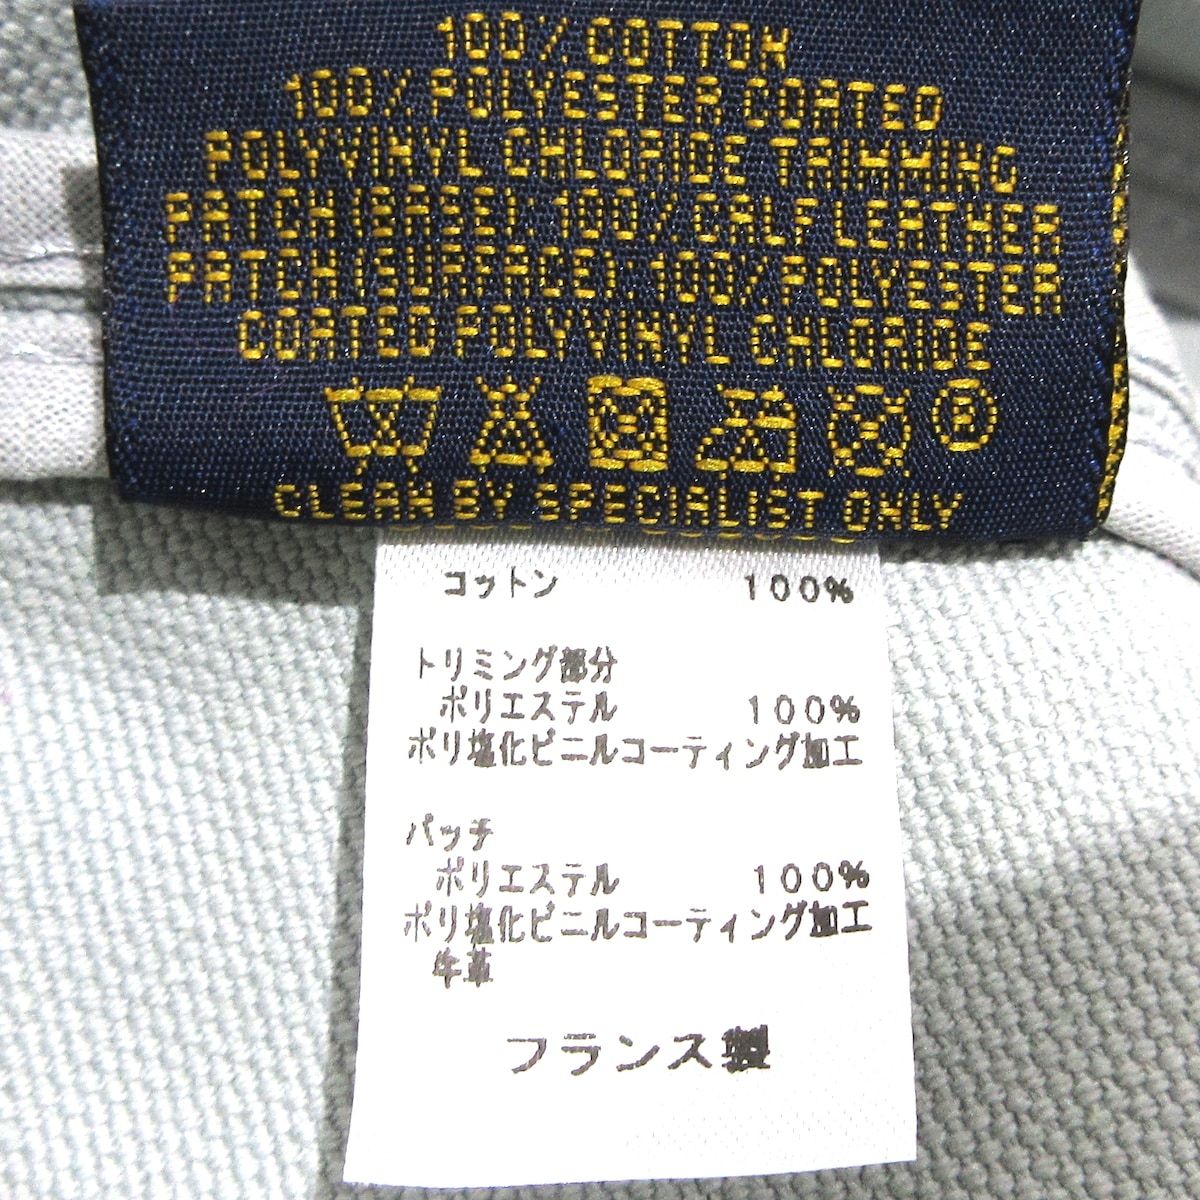 100% COTTON
100% POLYESTER COATED
POLYVINYL CHLORIDE TRIMMING
PATCH (BASE): 100% CALF LEATHER
PATCH (SURFACE): 100% POLYESTER
COATED POLYVINYL CHLORIDE
®
CLEAN BY SPECIALIST ONLY
コットン 100%
トリミング部分
ポリエステル 100%
ポリ塩化ビニルコーティング加工
パッチ
ポリエステル 100%
ポリ塩化ビニルコーティング加工
牛革
フランス製